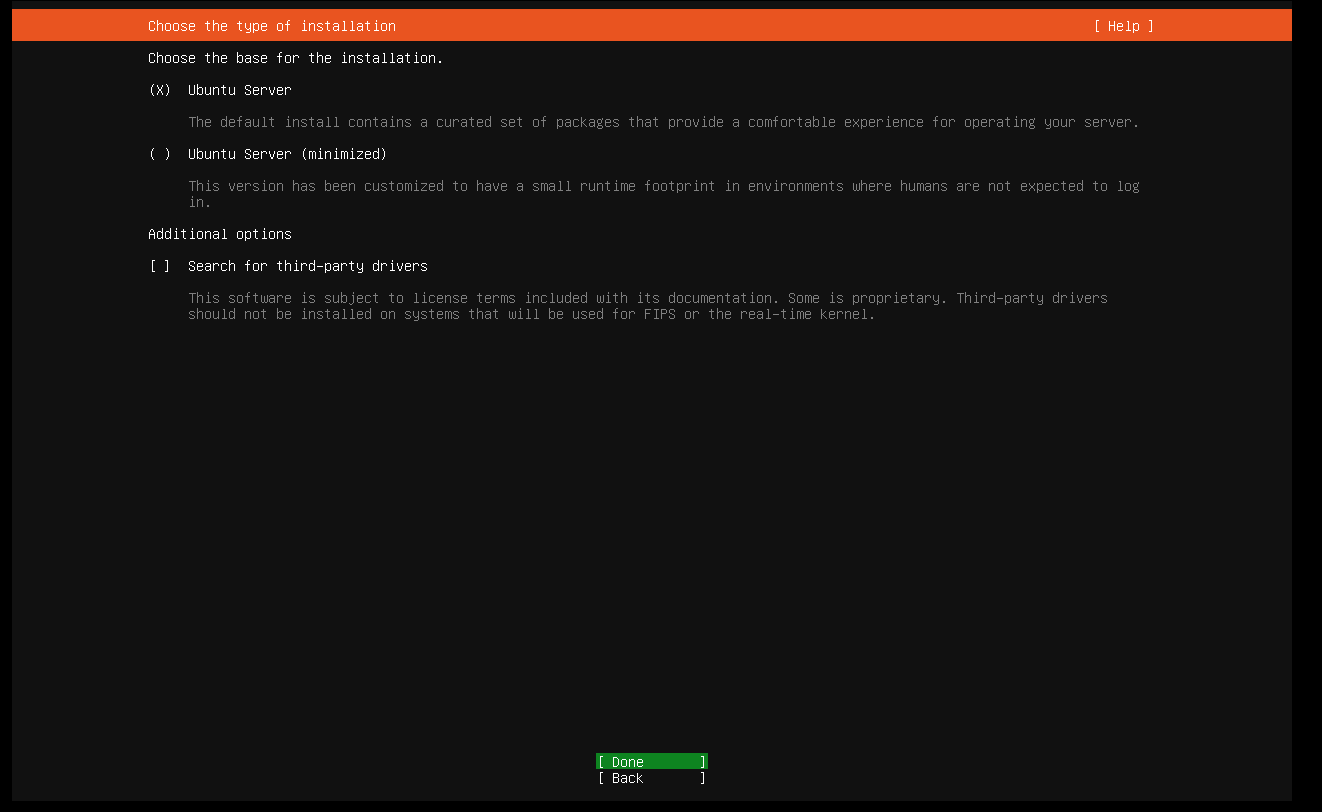 Choose the type of installation [ Help ]
Choose the base for the installation.
(X) Ubuntu Server
The default install contains a curated set of packages that provide a comfortable experience for operating your server.
( ) Ubuntu Server (minimized)
This version has been customized to have a small runtime footprint in environments where humans are not expected to log
in.
Additional options
[ ] Search for third-party drivers
This software is subject to license terms included with its documentation. Some is proprietary. Third-party drivers
should not be installed on systems that will be used for FIPS or the real-time kernel.
[ Done ]
[ Back ]